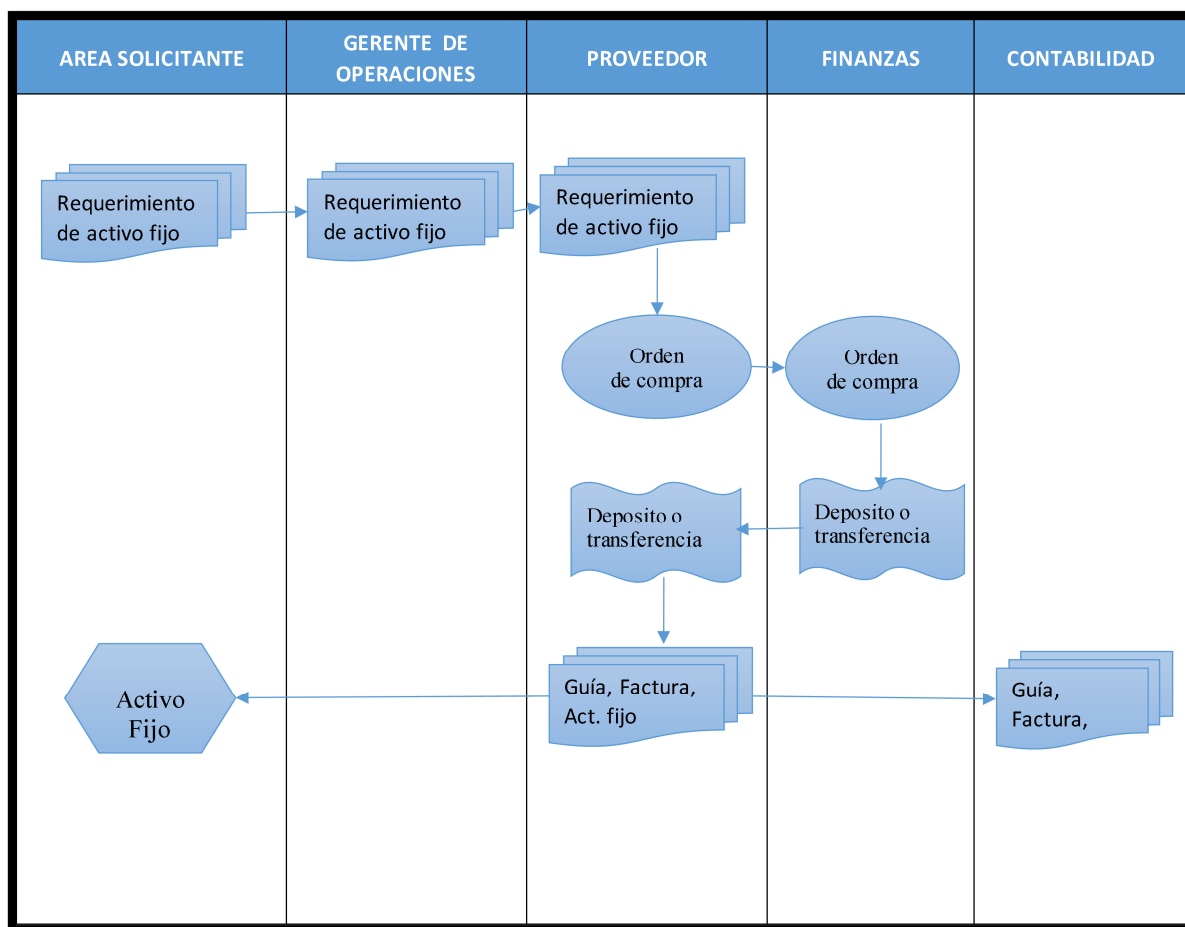 AREA SOLICITANTE
GERENTE DE
OPERACIONES
PROVEEDOR
FINANZAS
CONTABILIDAD
Requerimiento
de activo fijo
Requerimiento
de activo fijo
Requerimiento
de activo fijo
Orden
de compra
Orden
de compra
Deposito o
transferencia
Deposito o
transferencia
Activo
Fijo
Guía, Factura,
Act. fijo
Guía,
Factura,